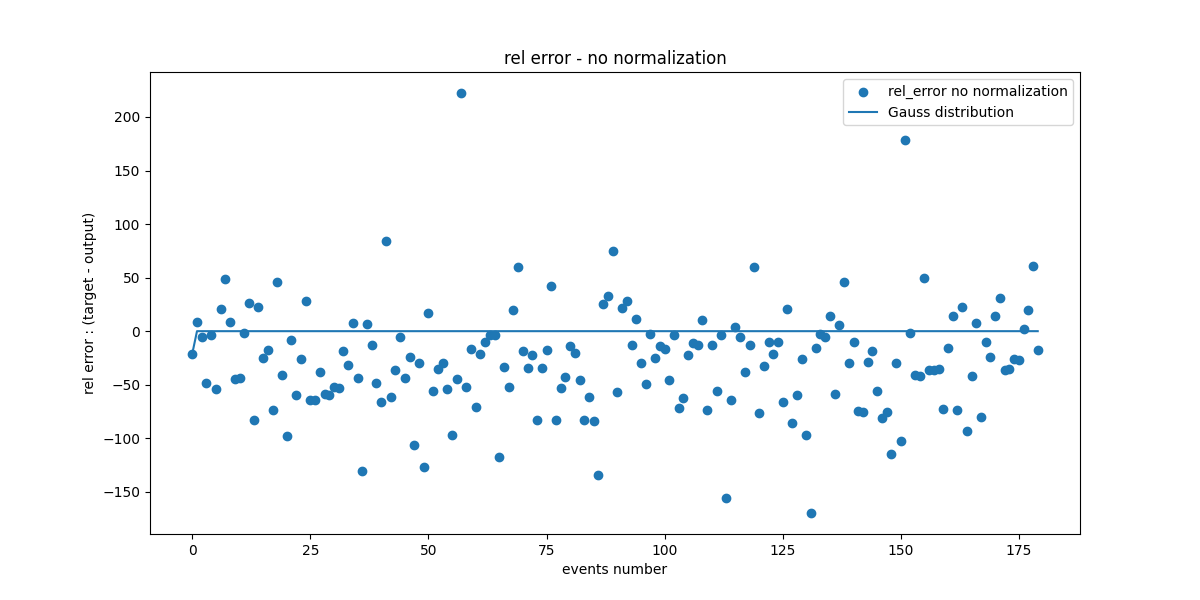 rel error - no normalization
rel_error no normalization
Gauss distribution
rel error : (target - output)
200
150
100
50
0
−50
−100
−150
0 25 50 75 100 125 150 175
events number